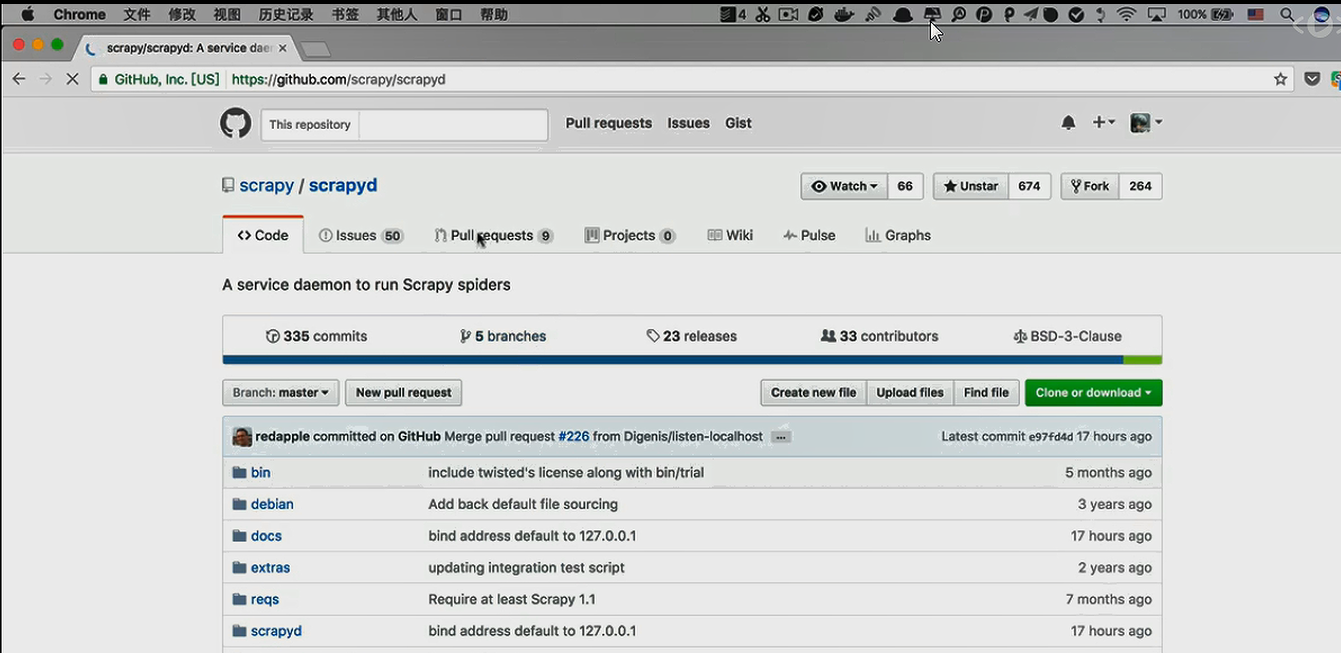 Chrome 文件 修改 视图 历史记录 书签 其他人 窗口 帮助 4 100%
scrapy/scrapyd: A service daer
GitHub, Inc. [US] https://github.com/scrapy/scrapyd
This repository Pull requests Issues Gist
scrapy / scrapyd Watch 66 Unstar 674 Fork 264
Code Issues 50 Pull requests 9 Projects 0 Wiki Pulse Graphs
A service daemon to run Scrapy spiders
335 commits 5 branches 23 releases 33 contributors BSD-3-Clause
Branch: master New pull request Create new file Upload files Find file Clone or download
redapple committed on GitHub Merge pull request #226 from Digenis/listen-localhost ... Latest commit e97fd4d 17 hours ago
bin include twisted's license along with bin/trial 5 months ago
debian Add back default file sourcing 3 years ago
docs bind address default to 127.0.0.1 17 hours ago
extras updating integration test script 2 years ago
reqs Require at least Scrapy 1.1 7 months ago
scrapyd bind address default to 127.0.0.1 17 hours ago